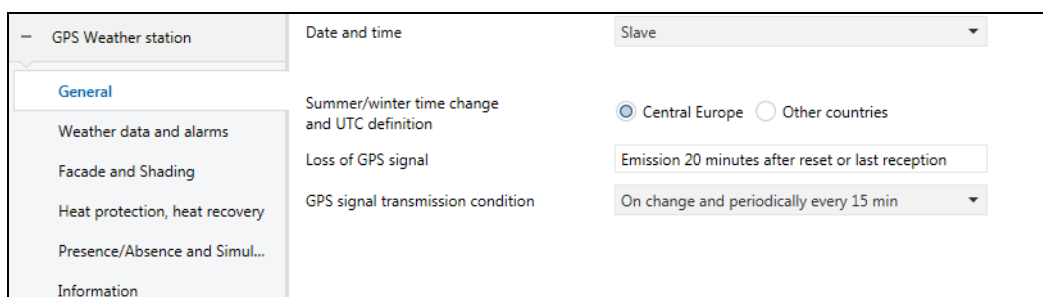 GPS Weather station
General
Weather data and alarms
Facade and Shading
Heat protection, heat recovery
Presence/Absence and Simul...
Information
Date and time
Slave
Summer/winter time change
and UTC definition
Central Europe
Other countries
Loss of GPS signal
Emission 20 minutes after reset or last reception
GPS signal transmission condition
On change and periodically every 15 min